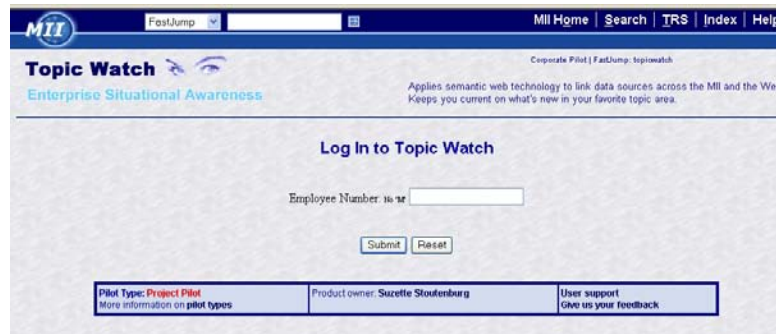 MII
FastJump
MII Home | Search | TRS | Index | Help
Topic Watch
Corporate Pilot | FastJump: topicwatch
Enterprise Situational Awareness
Applies semantic web technology to link data sources across the MII and the We
Keeps you current on what's new in your favorite topic area.
Log In to Topic Watch
Employee Number: No "M"
Submit Reset
Pilot Type: Project Pilot
More information on pilot types
Product owner: Suzette Stoutenburg
User support
Give us your feedback